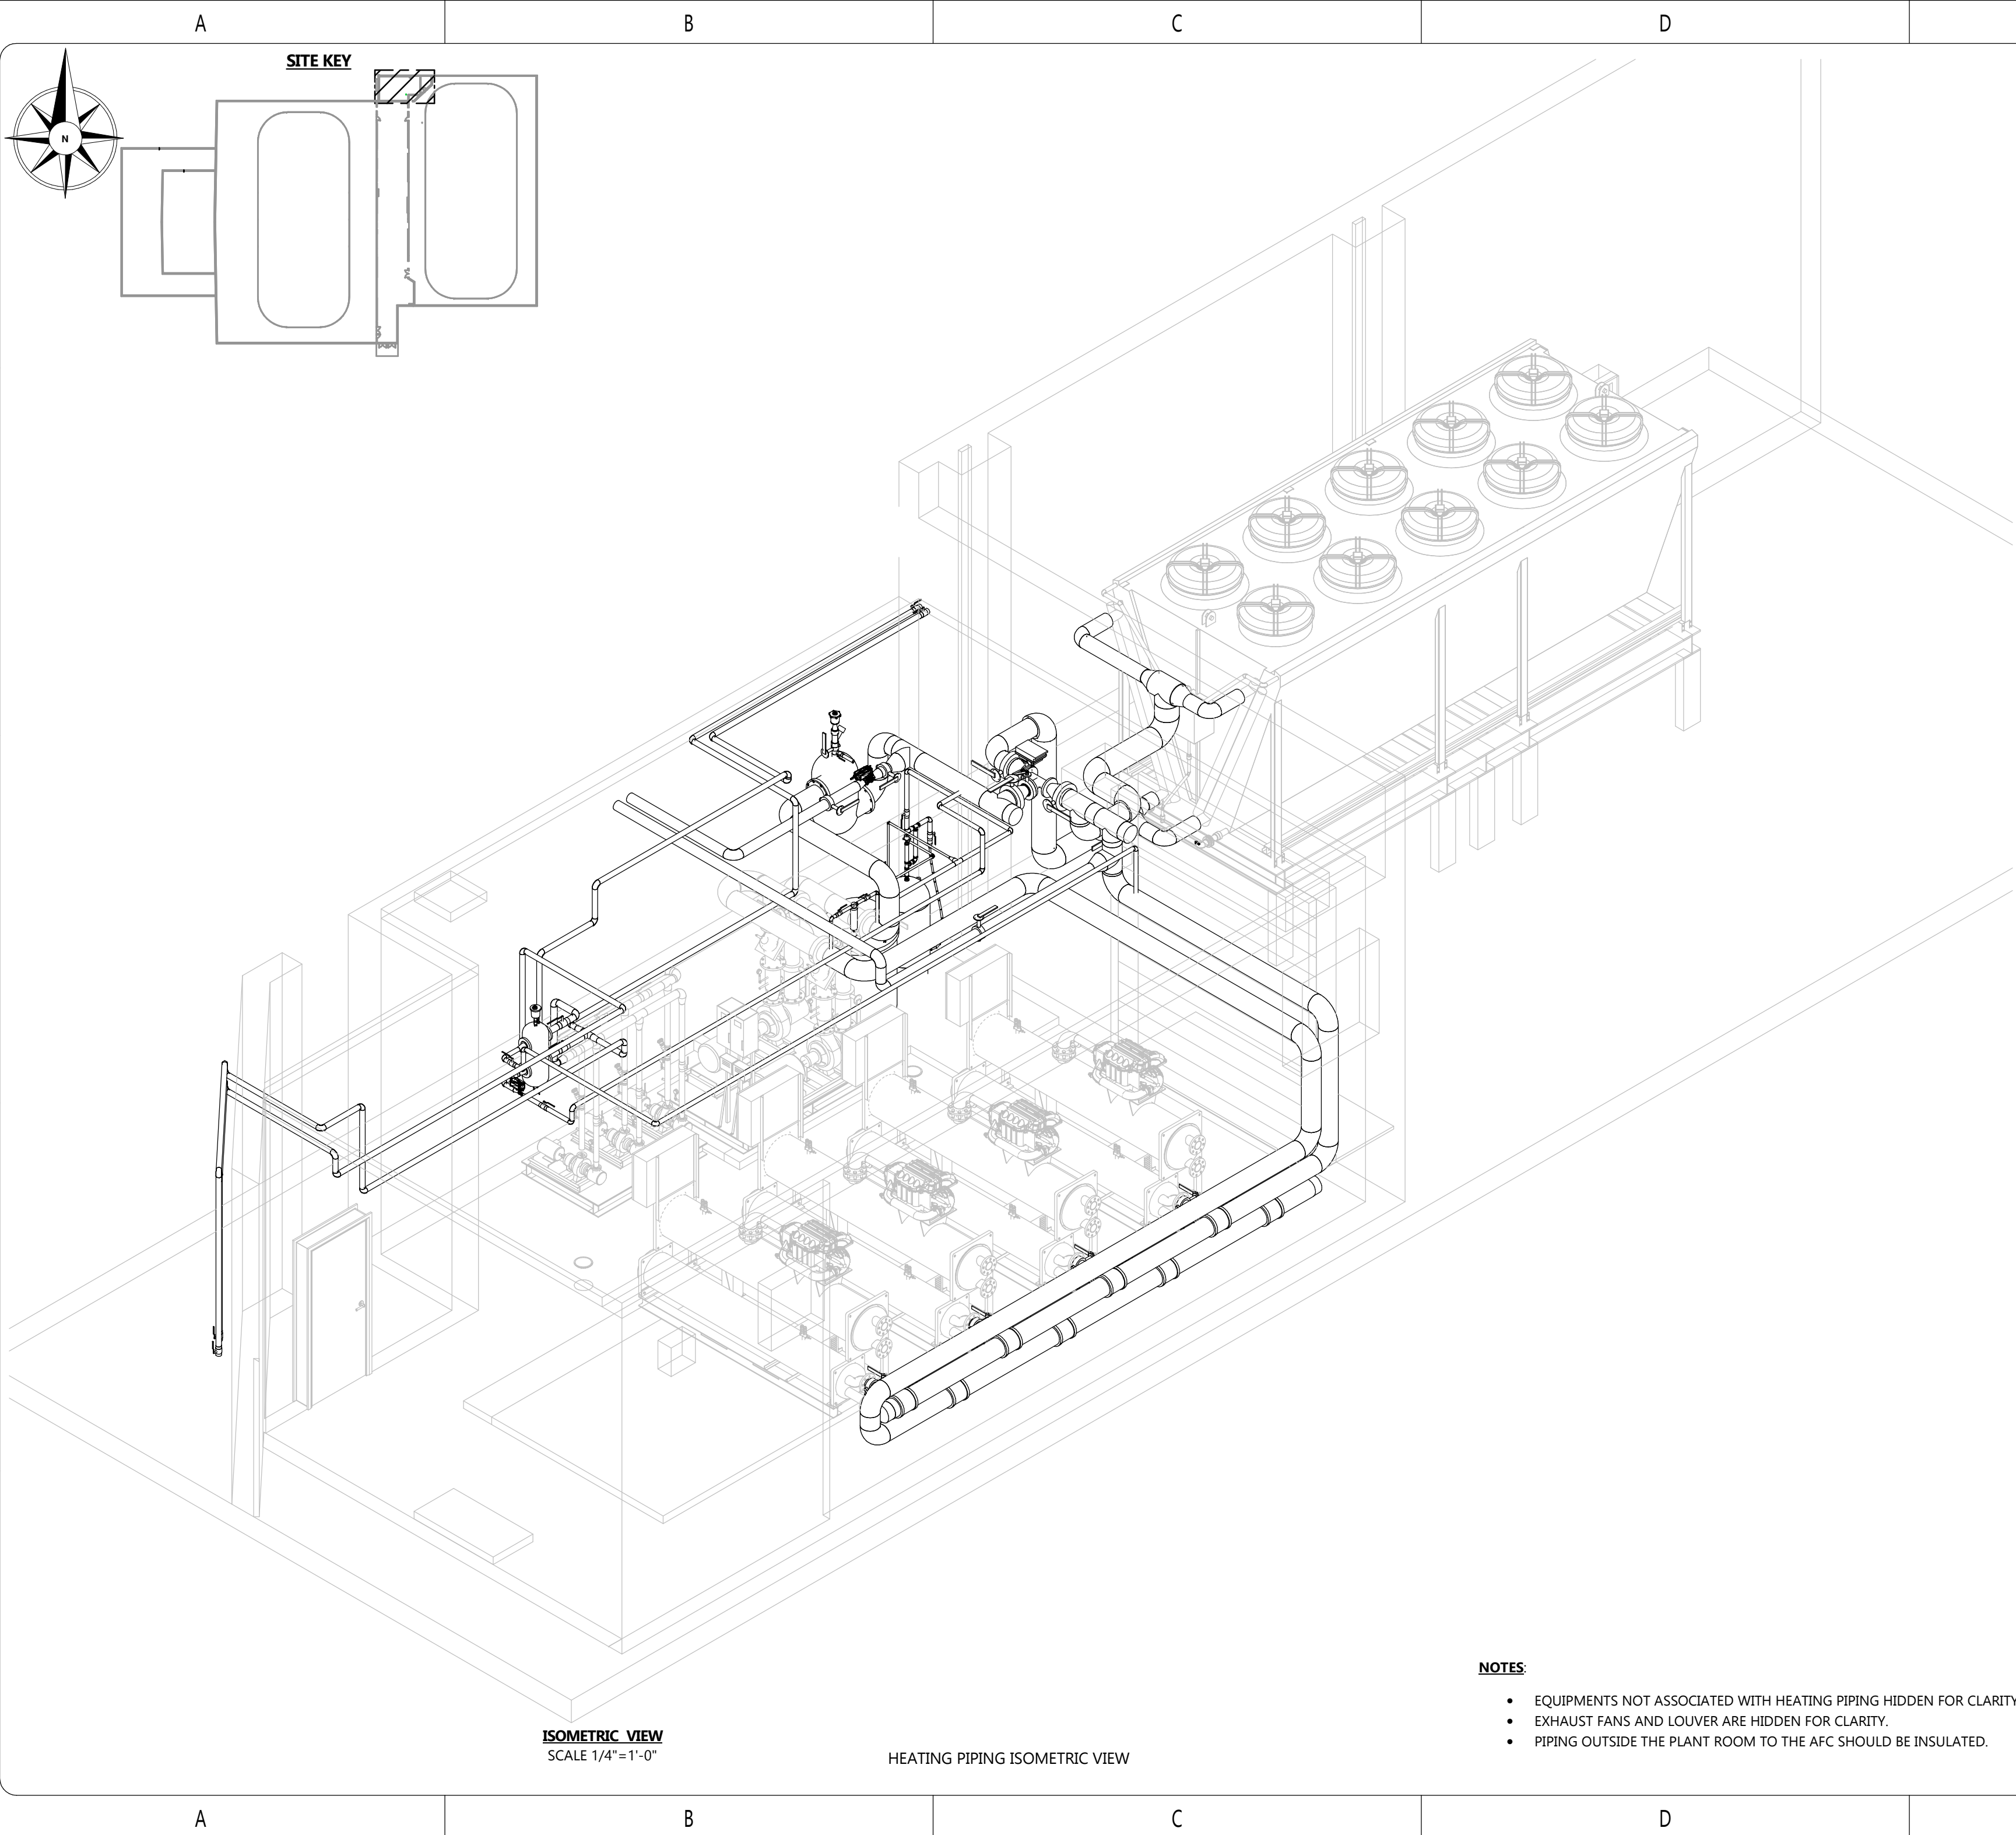 A B C D
SITE KEY
N
NOTES:
• EQUIPMENTS NOT ASSOCIATED WITH HEATING PIPING HIDDEN FOR CLARITY
• EXHAUST FANS AND LOUVER ARE HIDDEN FOR CLARITY.
• PIPING OUTSIDE THE PLANT ROOM TO THE AFC SHOULD BE INSULATED.
ISOMETRIC VIEW
SCALE 1/4"=1'-0"
HEATING PIPING ISOMETRIC VIEW
A B C D